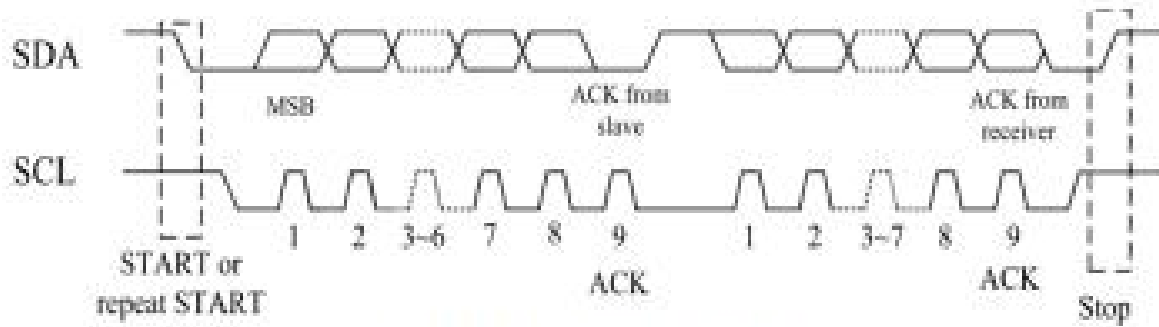 SDA
MSB
ACK from
slave
ACK from
receiver
SCL
1 2 3~6 7 8 9 1 2 3~7 8 9
START or
repeat START
ACK
ACK
Stop